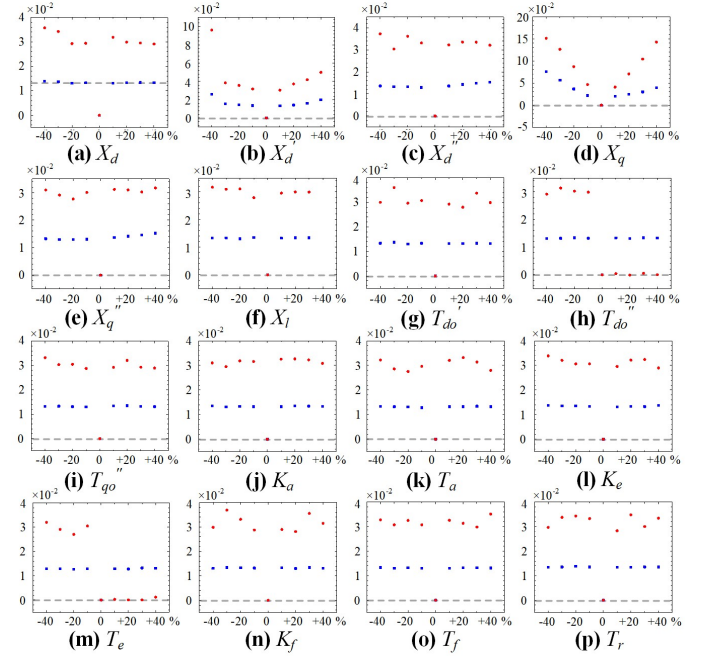 ×10⁻²
4
3
2
1
0
-40 -20 0 +20 +40 %
(a) X_d
×10⁻²
10
8
6
4
2
0
-40 -20 0 +20 +40 %
(b) X_d′
×10⁻²
4
3
2
1
0
-40 -20 0 +20 +40 %
(c) X_d″
×10⁻²
20
15
10
5
0
-5
-40 -20 0 +20 +40 %
(d) X_q
×10⁻²
3
2
1
0
-40 -20 0 +20 +40 %
(e) X_q″
×10⁻²
3
2
1
0
-40 -20 0 +20 +40 %
(f) X_l
×10⁻²
4
3
2
1
0
-40 -20 0 +20 +40 %
(g) T_do′
×10⁻²
3
2
1
0
-40 -20 0 +20 +40 %
(h) T_do″
×10⁻²
4
3
2
1
0
-40 -20 0 +20 +40 %
(i) T_qo″
×10⁻²
4
3
2
1
0
-40 -20 0 +20 +40 %
(j) K_a
×10⁻²
4
3
2
1
0
-40 -20 0 +20 +40 %
(k) T_a
×10⁻²
4
3
2
1
0
-40 -20 0 +20 +40 %
(l) K_e
×10⁻²
4
3
2
1
0
-40 -20 0 +20 +40 %
(m) T_e
×10⁻²
4
3
2
1
0
-40 -20 0 +20 +40 %
(n) K_f
×10⁻²
4
3
2
1
0
-40 -20 0 +20 +40 %
(o) T_f
×10⁻²
4
3
2
1
0
-40 -20 0 +20 +40 %
(p) T_r